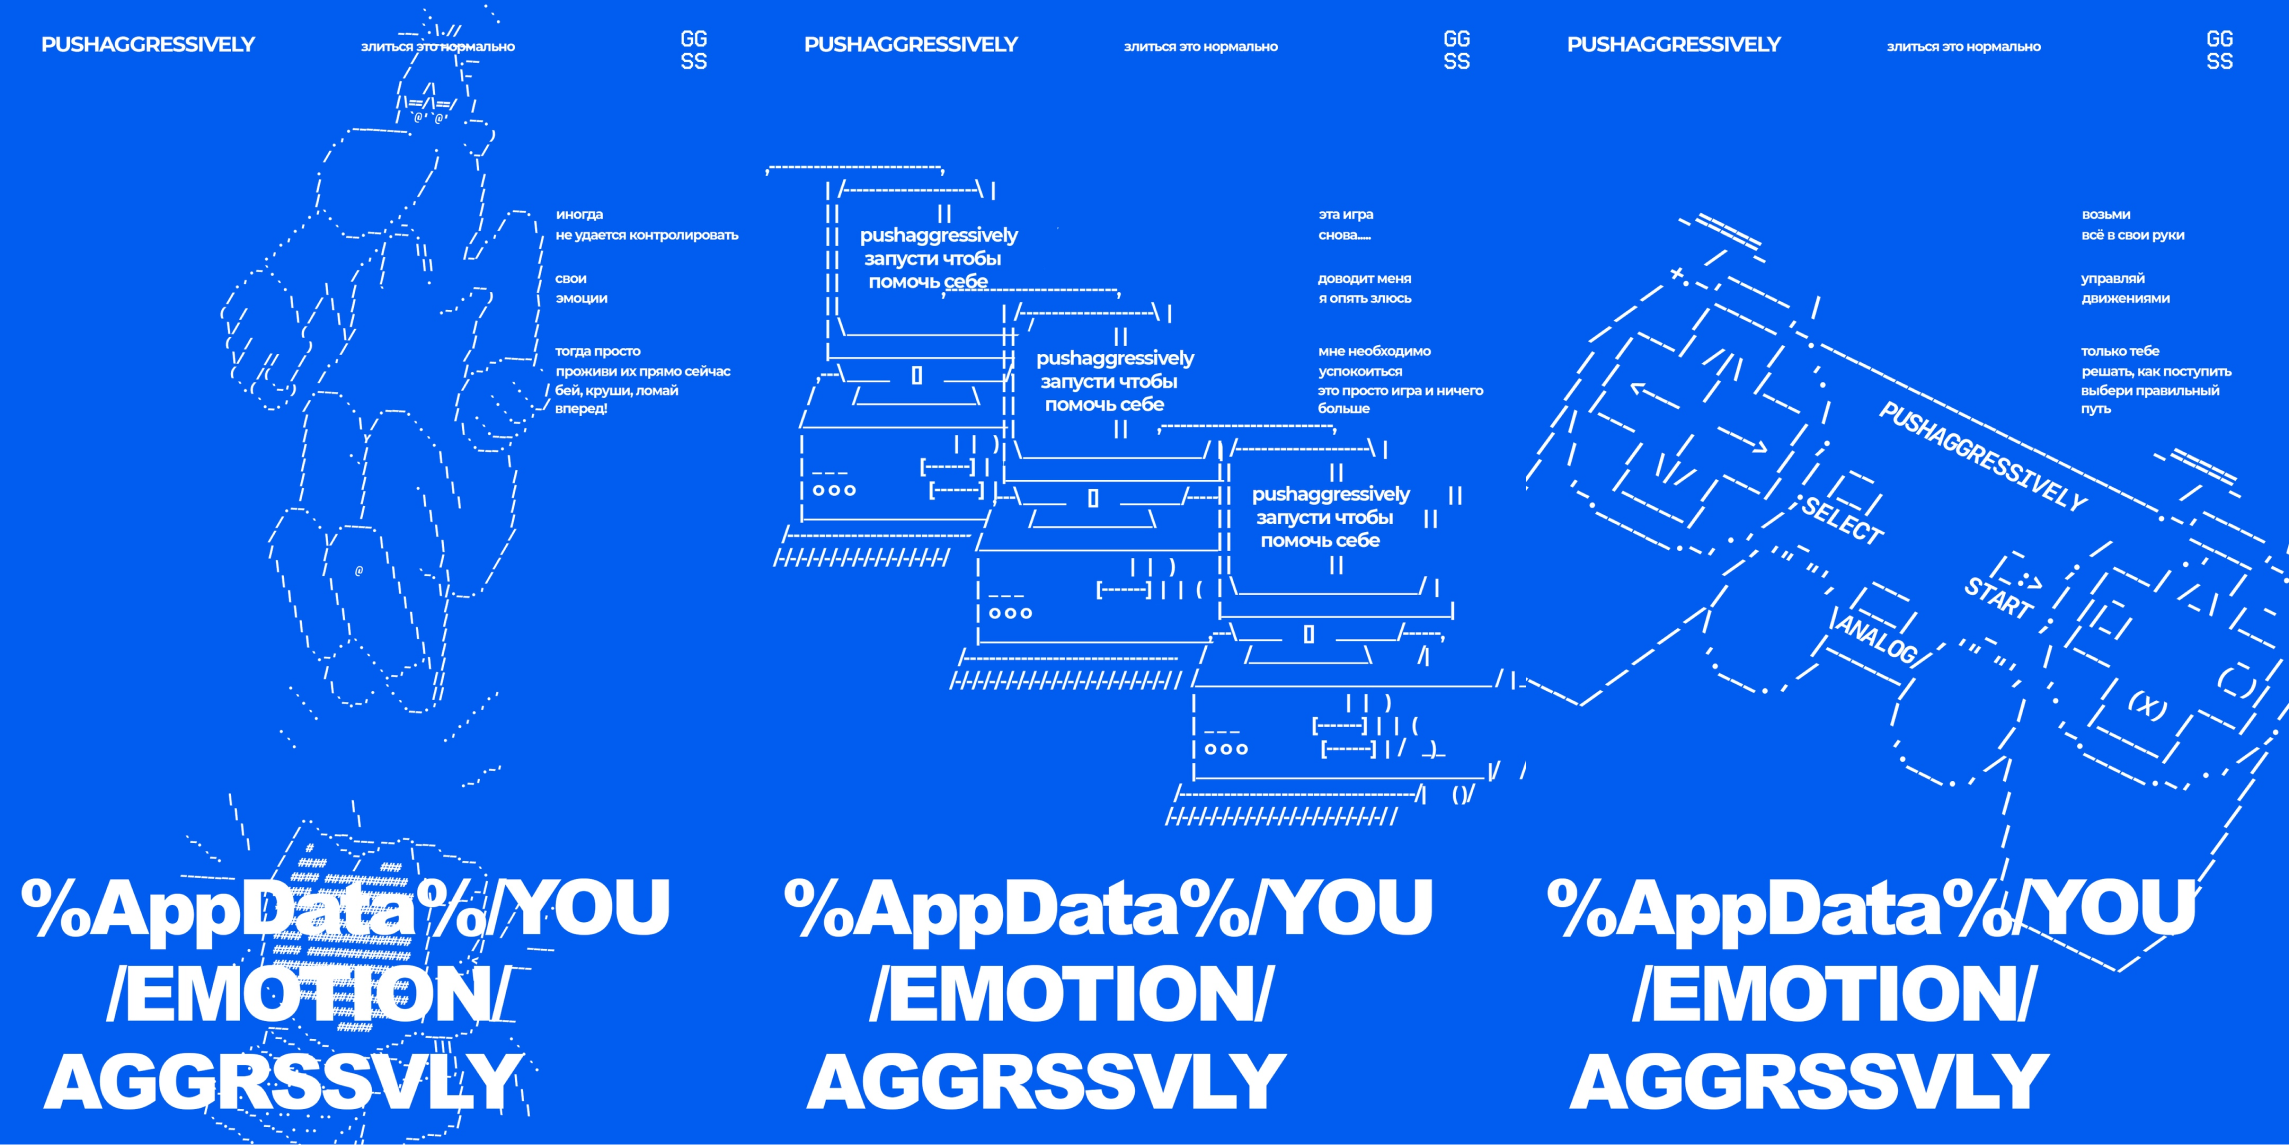 PUSHAGGRESSIVELY
злиться это нормально
GG
SS
иногда
не удается контролировать
свои
эмоции
тогда просто
проживи их прямо сейчас
бей, круши, ломай
вперед!
%AppData%/YOU
/EMOTION/
AGGRSSVLY
PUSHAGGRESSIVELY
злиться это нормально
GG
SS
pushaggressively
запусти чтобы
помочь себе
pushaggressively
запусти чтобы
помочь себе
pushaggressively
запусти чтобы
помочь себе
эта игра
снова.....
доводит меня
я опять злюсь
мне необходимо
успокоиться
это просто игра и ничего
больше
%AppData%/YOU
/EMOTION/
AGGRSSVLY
PUSHAGGRESSIVELY
злиться это нормально
GG
SS
возьми
всё в свои руки
управляй
движениями
только тебе
решать, как поступить
выбери правильный
путь
PUSHAGGRESSIVELY
SELECT
START
ANALOG
(X)
%AppData%/YOU
/EMOTION/
AGGRSSVLY